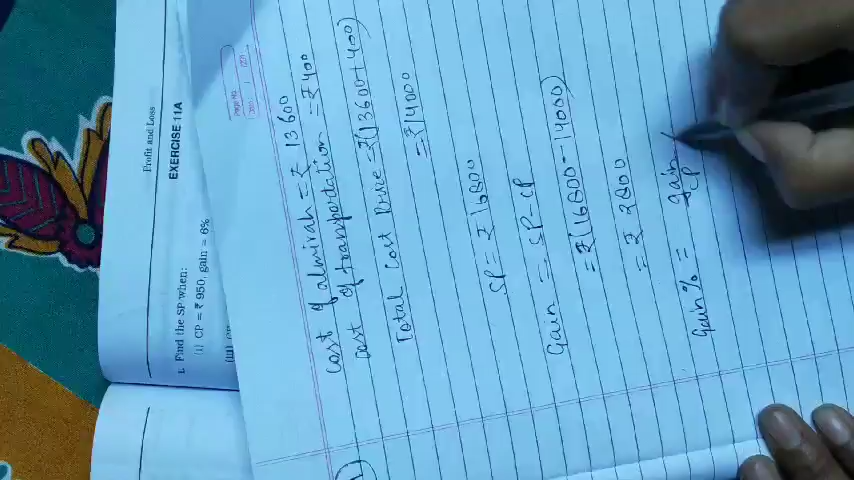 Profit and Loss
EXERCISE 11A
1. Find the SP when:
(i) CP = ₹ 950, gain = 6%
Page No.
Cost of almirah = ₹ 13600
Cost of transportation = ₹ 400
Total Cost Price = ₹(13600+400)
= ₹14000
SP = ₹ 16800
Gain = SP - CP
= ₹(16800 - 14000)
= ₹ 2800
Gain% = gain
CP